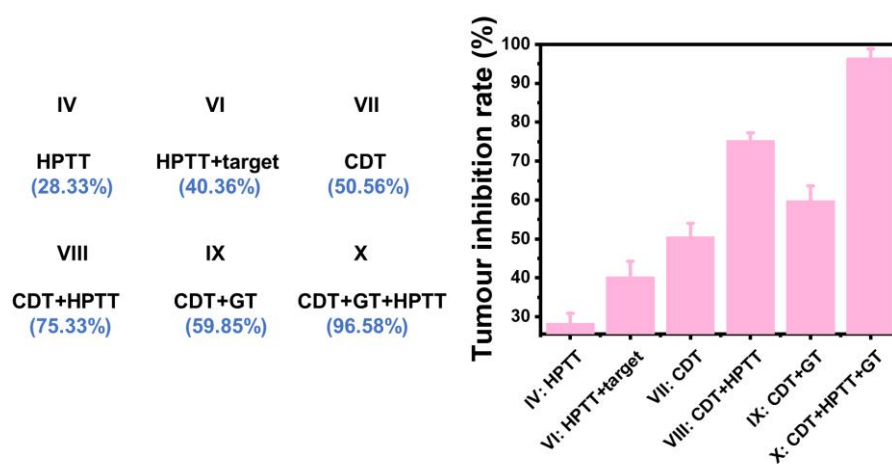 IV VI VII
HPTT HPTT+target CDT
(28.33%) (40.36%) (50.56%)
VIII IX X
CDT+HPTT CDT+GT CDT+GT+HPTT
(75.33%) (59.85%) (96.58%)
Tumour inhibition rate (%)
100
90
80
70
60
50
40
30
IV: HPTT
VI: HPTT+target
VII: CDT
VIII: CDT+HPTT
IX: CDT+GT
X: CDT+HPTT+GT